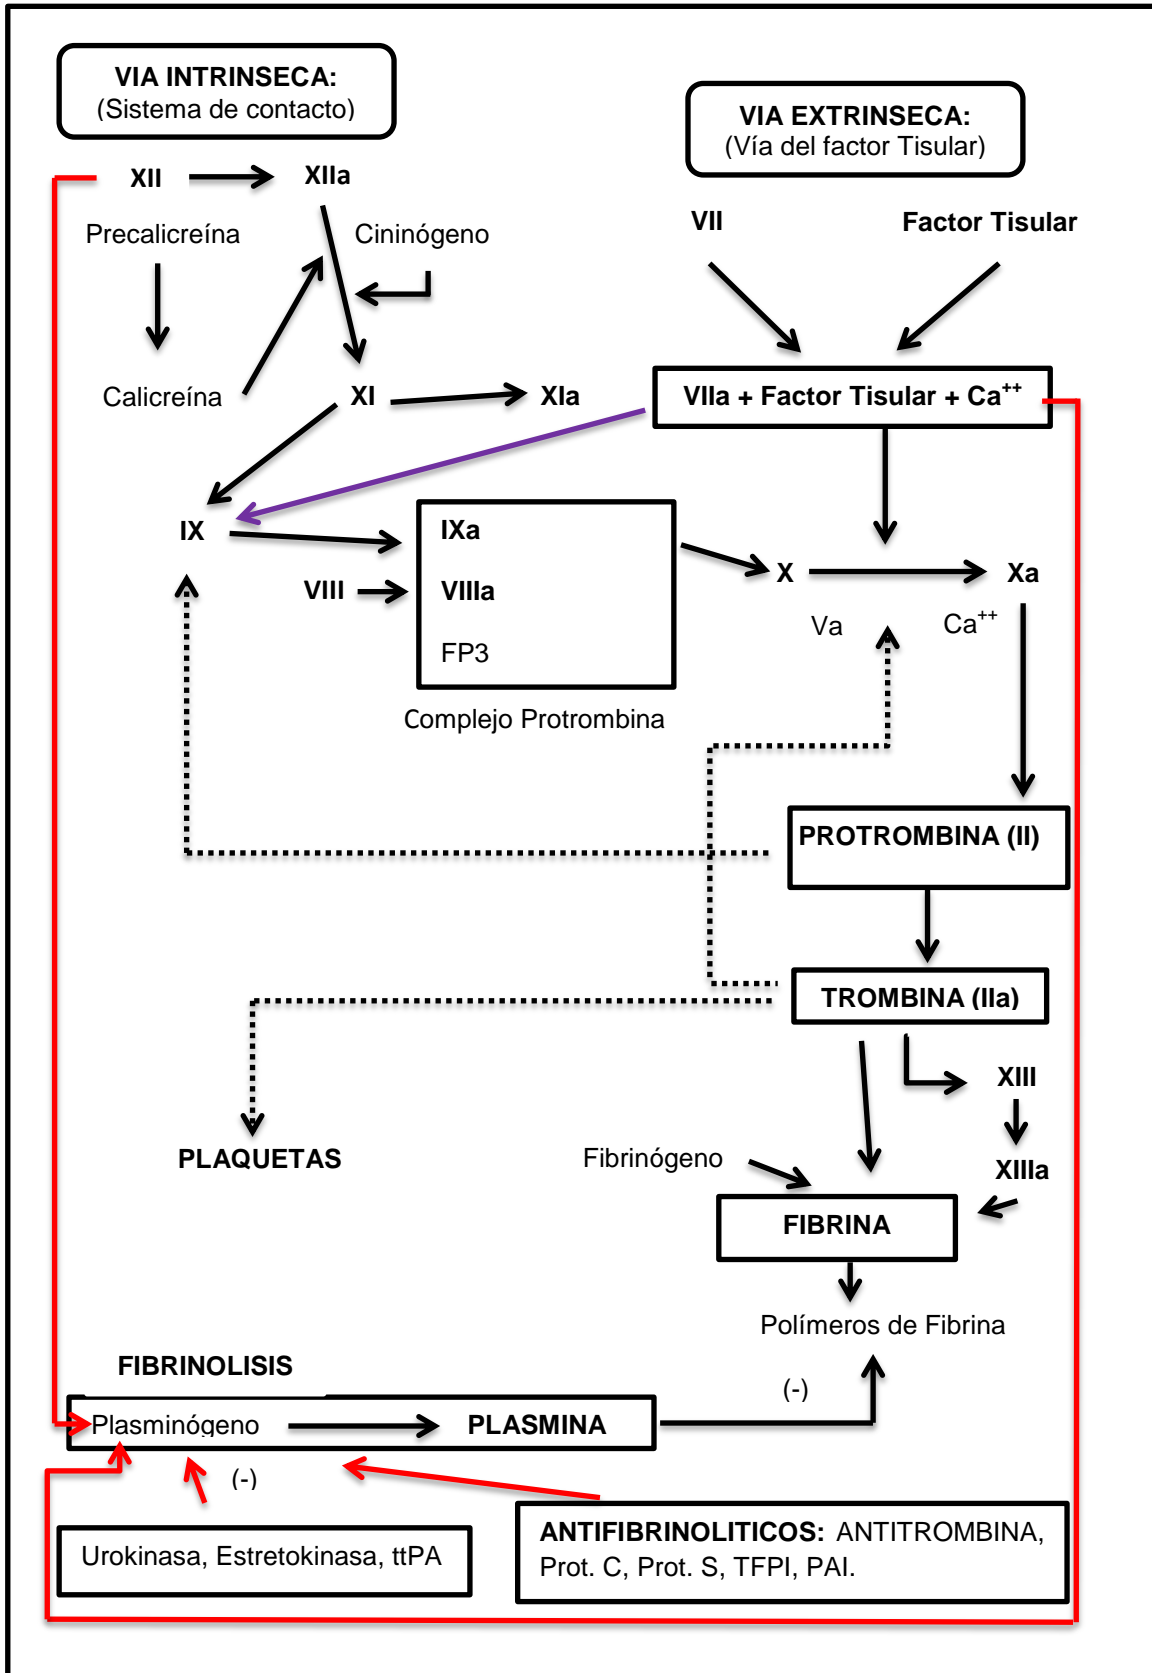 VIA INTRINSECA:
(Sistema de contacto)
VIA EXTRINSECA:
(Vía del factor Tisular)
XII
XIIa
VII
Factor Tisular
Precalicreína
Cininógeno
Calicreína
XI
XIa
VIIa + Factor Tisular + Ca++
IX
IXa
VIII
VIIIa
FP3
X
Xa
Va
Ca++
Complejo Protrombina
PROTROMBINA (II)
TROMBINA (IIa)
XIII
PLAQUETAS
Fibrinógeno
XIIIa
FIBRINA
Polímeros de Fibrina
FIBRINOLISIS
(-)
Plasminógeno
PLASMINA
(-)
Urokinasa, Estretokinasa, ttPA
ANTIFIBRINOLITICOS: ANTITROMBINA,
Prot. C, Prot. S, TFPI, PAI.